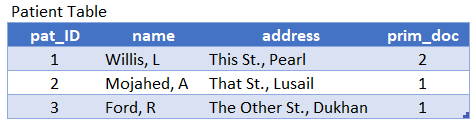 Patient Table
pat_ID name address prim_doc
1 Willis, L This St., Pearl 2
2 Mojahed, A That St., Lusail 1
3 Ford, R The Other St., Dukhan 1